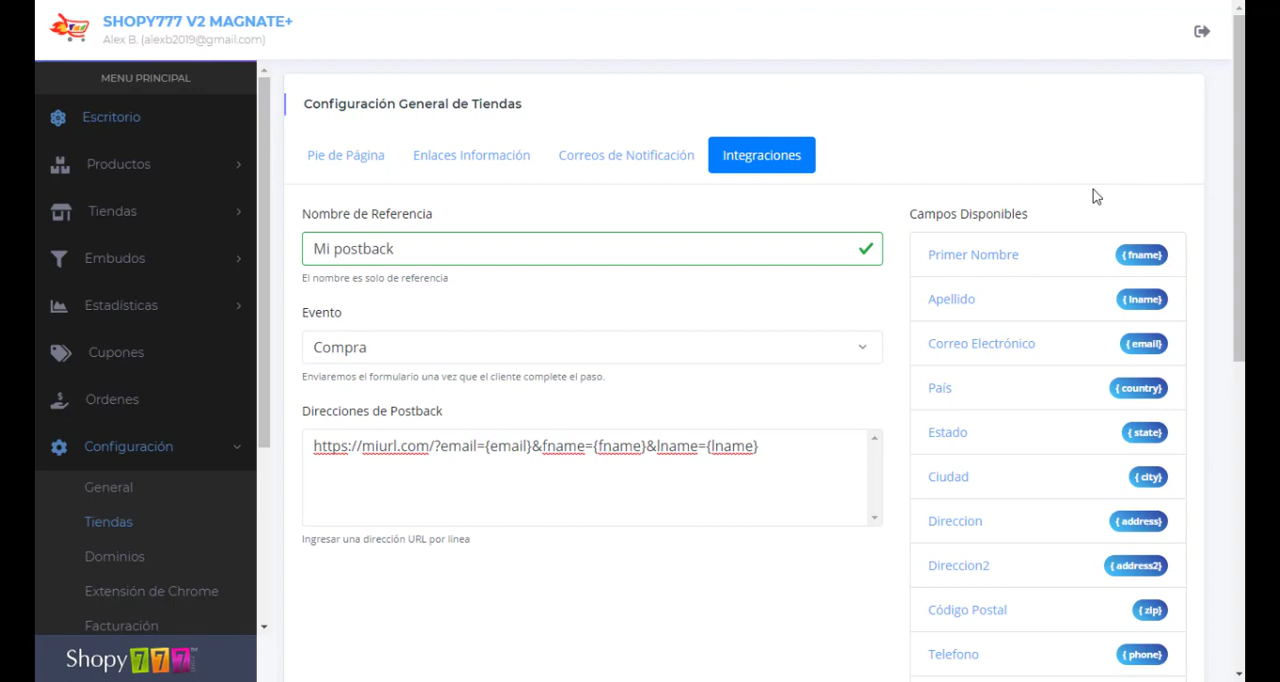 SHOPY777 V2 MAGNATE+
Alex B. (alexb2019@gmail.com)
MENU PRINCIPAL
Escritorio
Productos
Tiendas
Embudos
Estadísticas
Cupones
Ordenes
Configuración
General
Tiendas
Dominios
Extensión de Chrome
Facturación
Shopy777
Configuración General de Tiendas
Pie de Página
Enlaces Información
Correos de Notificación
Integraciones
Nombre de Referencia
Mi postback
El nombre es solo de referencia
Evento
Compra
Enviaremos el formulario una vez que el cliente complete el paso.
Direcciones de Postback
https://miurl.com/?email={email}&fname={fname}&lname={lname}
Ingresar una dirección URL por linea
Campos Disponibles
Primer Nombre {fname}
Apellido {lname}
Correo Electrónico {email}
País {country}
Estado {state}
Ciudad {city}
Direccion {address}
Direccion2 {address2}
Código Postal {zip}
Telefono {phone}